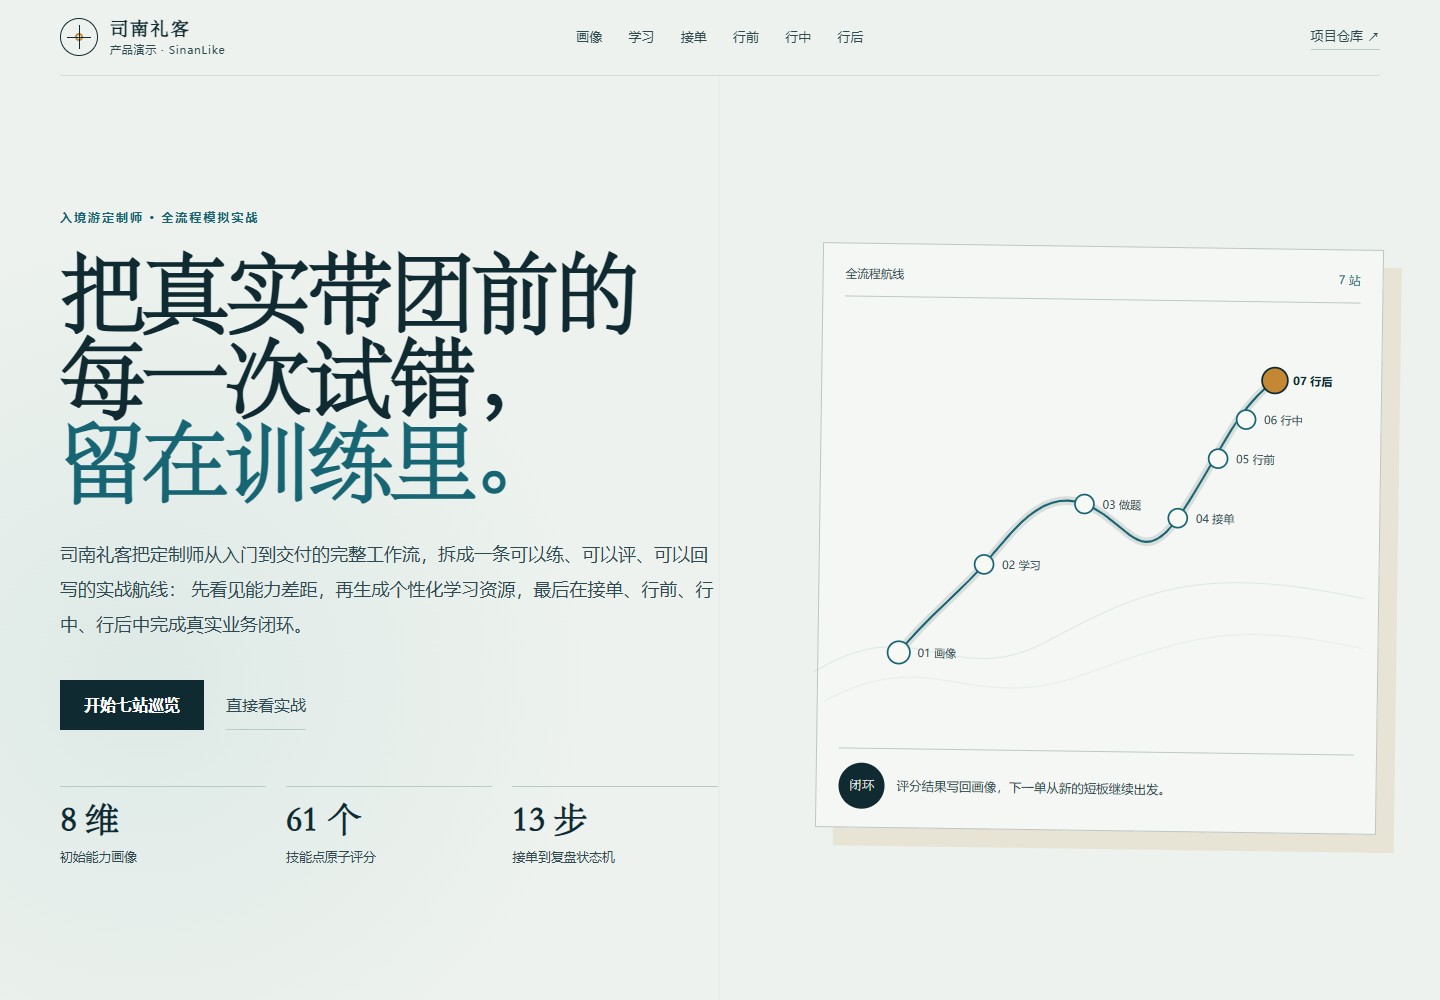 司南礼客
产品演示 · SinanLike
画像
学习
接单
行前
行中
行后
项目仓库 ↗
入境游定制师 · 全流程模拟实战
把真实带团前的
每一次试错，
留在训练里。
司南礼客把定制师从入门到交付的完整工作流，拆成一条可以练、可以评、可以回
写的实战航线： 先看见能力差距，再生成个性化学习资源，最后在接单、行前、行
中、行后中完成真实业务闭环。
开始七站巡览
直接看实战
8 维
初始能力画像
61 个
技能点原子评分
13 步
接单到复盘状态机
全流程航线
7 站
07 行后
06 行中
05 行前
03 做题
04 接单
02 学习
01 画像
闭环
评分结果写回画像，下一单从新的短板继续出发。